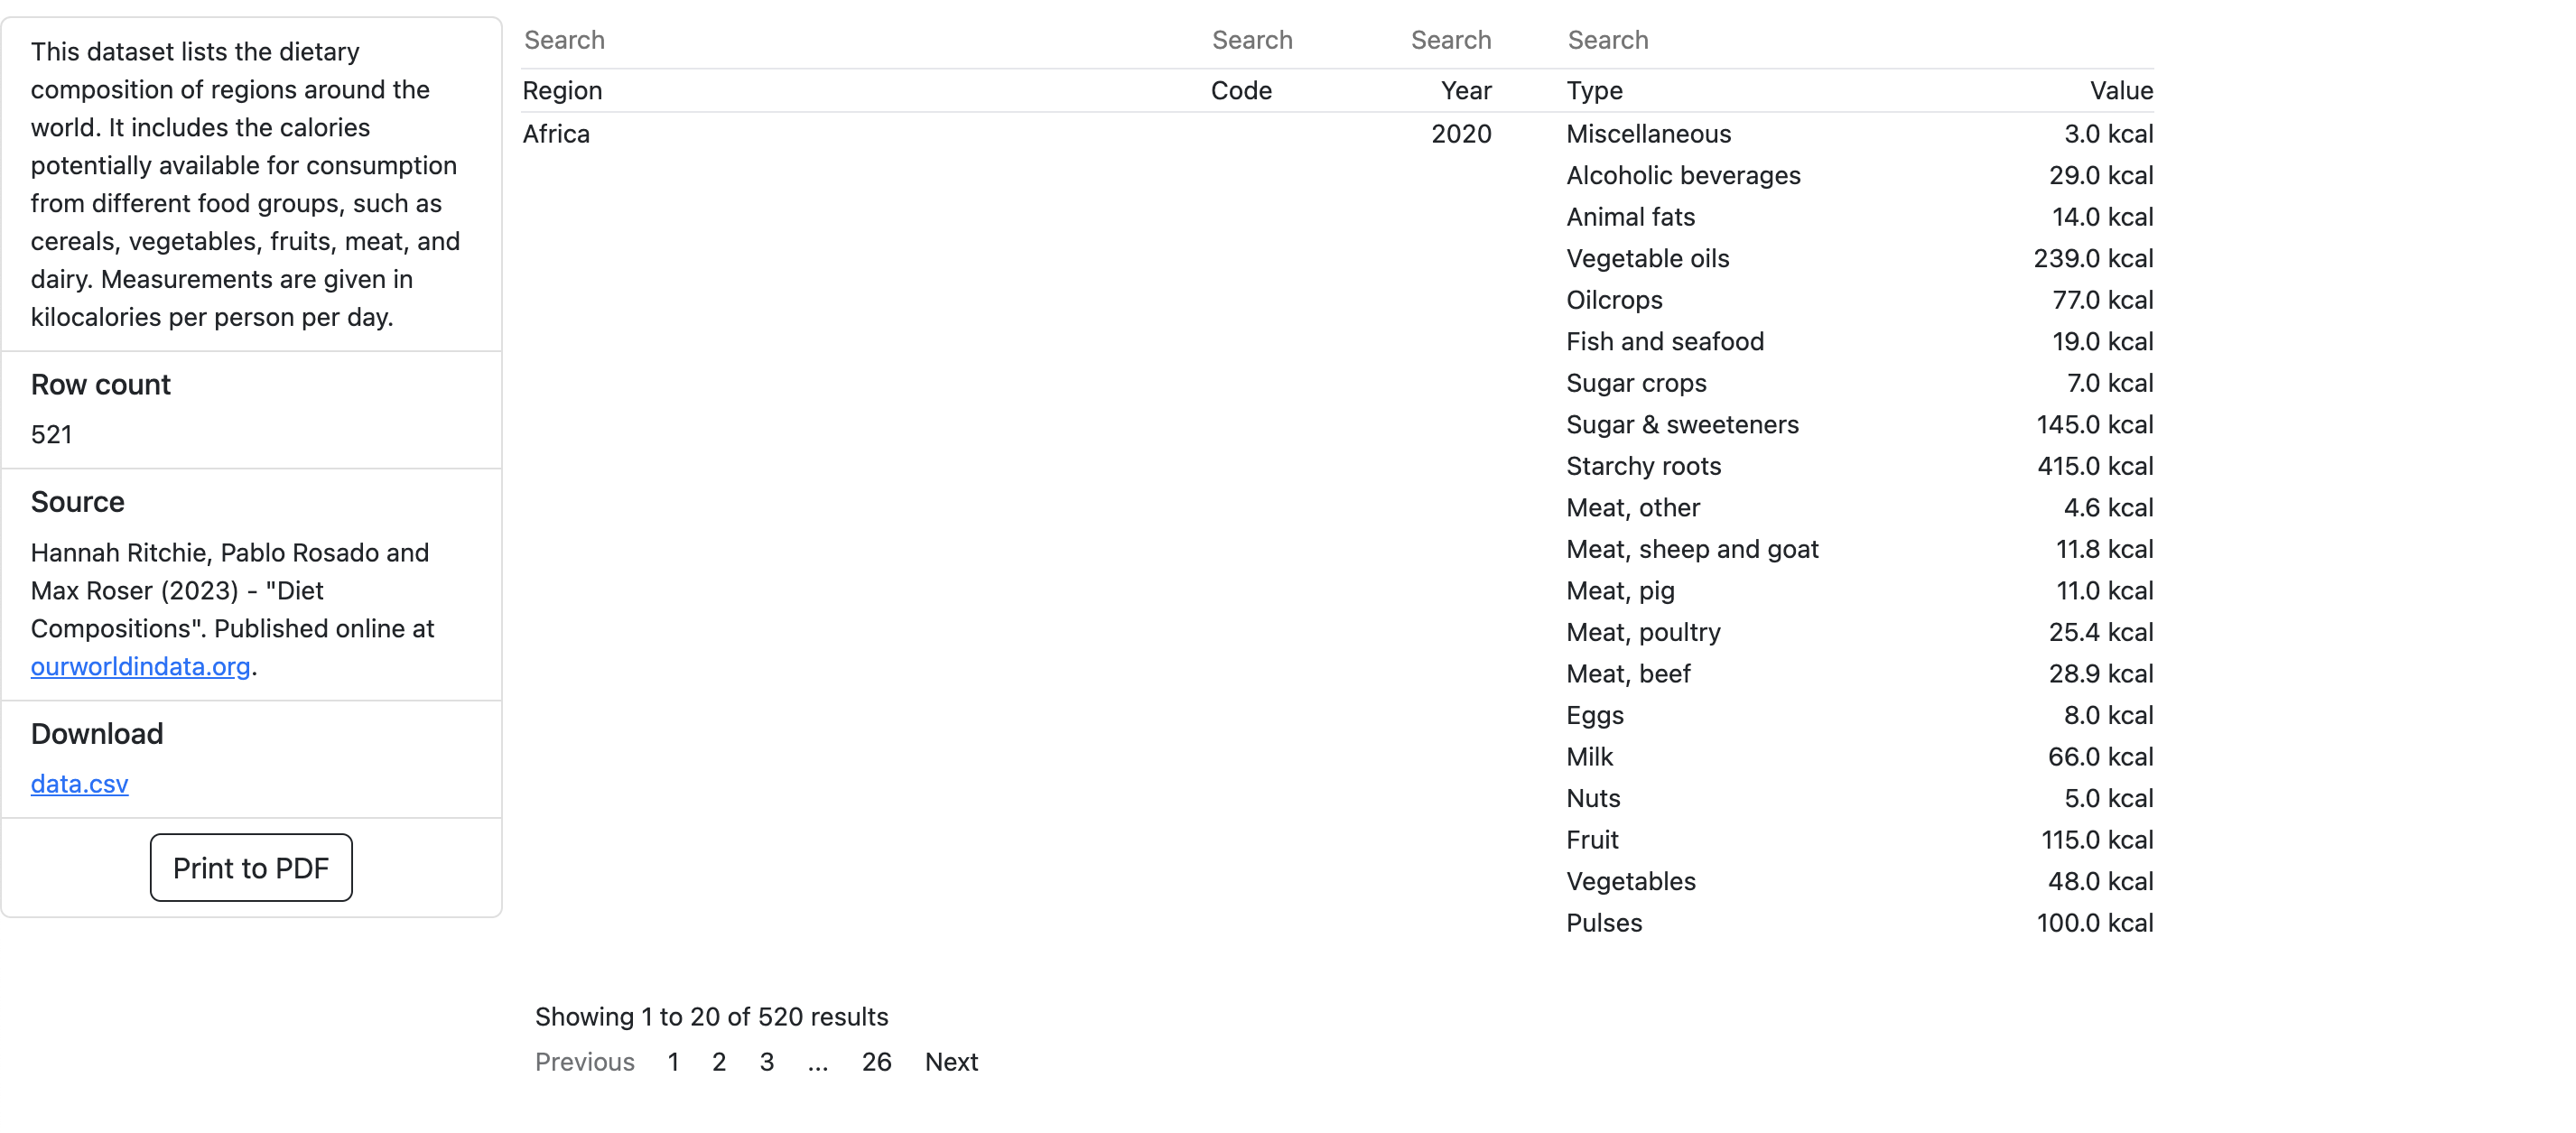 This dataset lists the dietary
composition of regions around the
world. It includes the calories
potentially available for consumption
from different food groups, such as
cereals, vegetables, fruits, meat, and
dairy. Measurements are given in
kilocalories per person per day.
Row count
521
Source
Hannah Ritchie, Pablo Rosado and
Max Roser (2023) - "Diet
Compositions". Published online at
ourworldindata.org.
Download
data.csv
Print to PDF
Search Search Search Search
Region Code Year Type Value
Africa 2020 Miscellaneous 3.0 kcal
Alcoholic beverages 29.0 kcal
Animal fats 14.0 kcal
Vegetable oils 239.0 kcal
Oilcrops 77.0 kcal
Fish and seafood 19.0 kcal
Sugar crops 7.0 kcal
Sugar & sweeteners 145.0 kcal
Starchy roots 415.0 kcal
Meat, other 4.6 kcal
Meat, sheep and goat 11.8 kcal
Meat, pig 11.0 kcal
Meat, poultry 25.4 kcal
Meat, beef 28.9 kcal
Eggs 8.0 kcal
Milk 66.0 kcal
Nuts 5.0 kcal
Fruit 115.0 kcal
Vegetables 48.0 kcal
Pulses 100.0 kcal
Showing 1 to 20 of 520 results
Previous 1 2 3 ... 26 Next